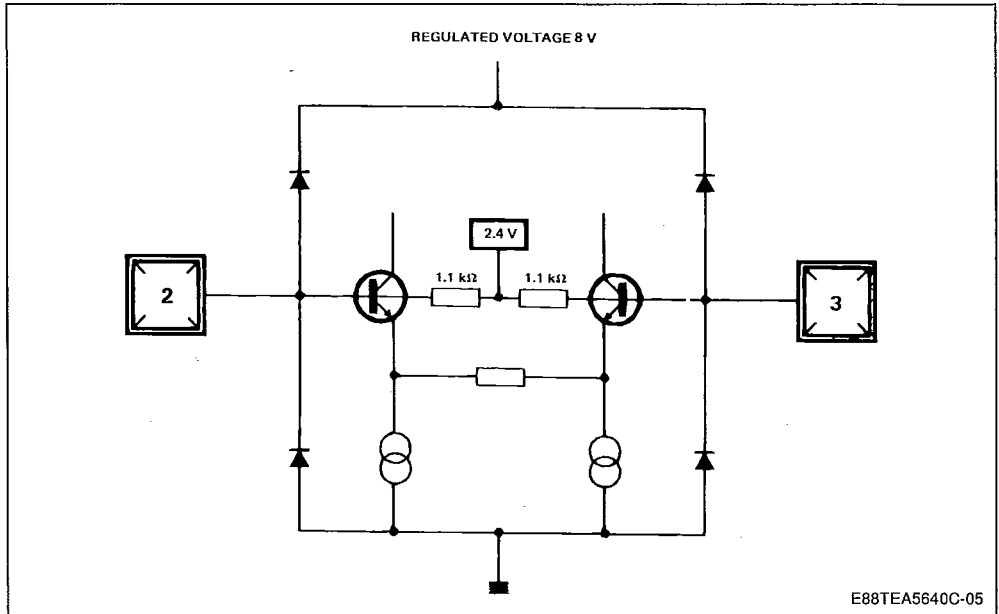 REGULATED VOLTAGE 8 V
2.4 V
1.1 kΩ 1.1 kΩ
2
3
E88TEA5640C-05